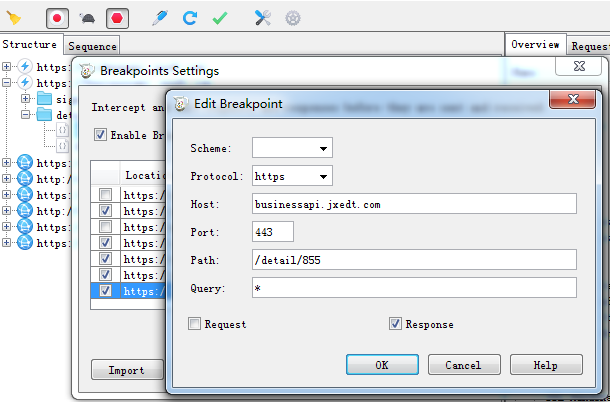 Structure Sequence
Overview Request
https:
https:
sig
det
https:
http:/
http:/
https:
https:
https:
Breakpoints Settings
Intercept an
Enable Br
Locatio
https:/
https:/
https:/
https:/
https:/
https:/
https:/
Import
Edit Breakpoint
Scheme:
Protocol: https
Host: businessapi.jxedt.com
Port: 443
Path: /detail/855
Query: *
Request Response
OK Cancel Help